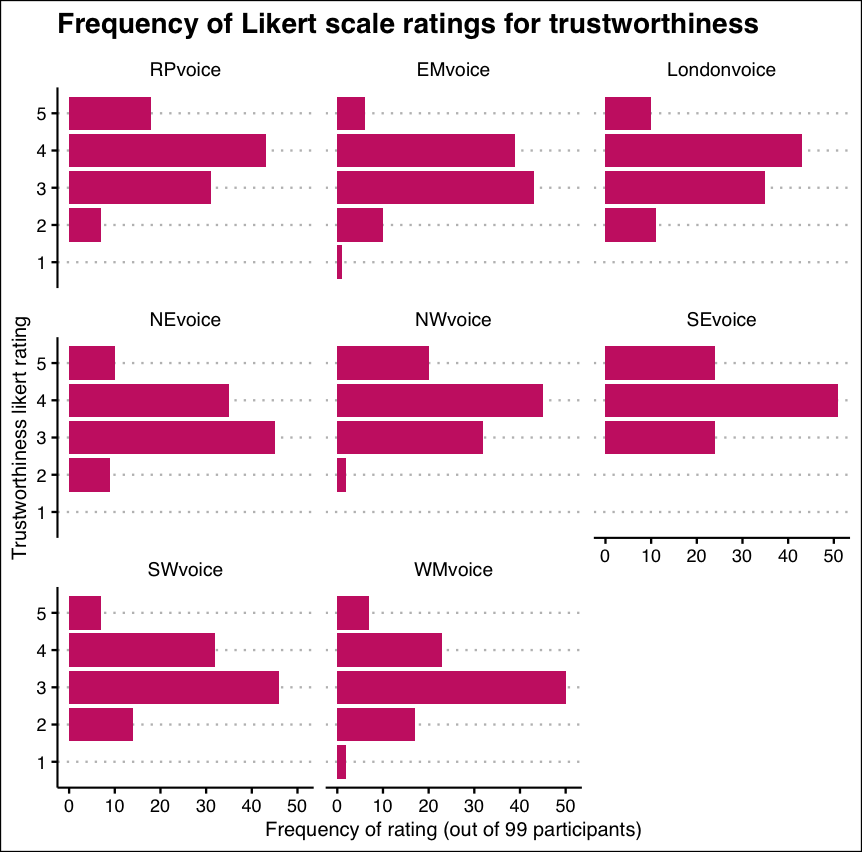 Frequency of Likert scale ratings for trustworthiness
RPvoice
EMvoice
Londonvoice
5
4
3
2
1
NEvoice
NWvoice
SEvoice
Trustworthiness likert rating
5
4
3
2
1
0 10 20 30 40 50
SWvoice
WMvoice
5
4
3
2
1
0 10 20 30 40 50
0 10 20 30 40 50
Frequency of rating (out of 99 participants)